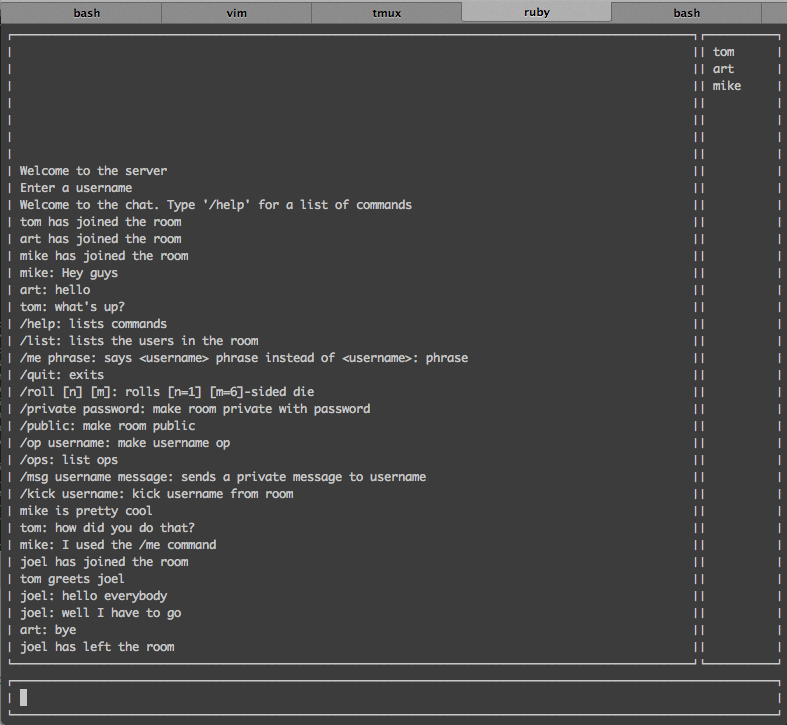 bash vim tmux ruby bash
tom
art
mike
Welcome to the server
Enter a username
Welcome to the chat. Type '/help' for a list of commands
tom has joined the room
art has joined the room
mike has joined the room
mike: Hey guys
art: hello
tom: what's up?
/help: lists commands
/list: lists the users in the room
/me phrase: says <username> phrase instead of <username>: phrase
/quit: exits
/roll [n] [m]: rolls [n=1] [m=6]-sided die
/private password: make room private with password
/public: make room public
/op username: make username op
/ops: list ops
/msg username message: sends a private message to username
/kick username: kick username from room
mike is pretty cool
tom: how did you do that?
mike: I used the /me command
joel has joined the room
tom greets joel
joel: hello everybody
joel: well I have to go
art: bye
joel has left the room